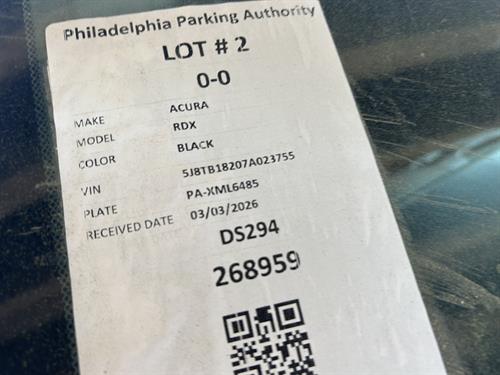 Philadelphia Parking Authority
LOT # 2
0-0
MAKE ACURA
MODEL RDX
COLOR BLACK
VIN 5J8TB18207A023755
PLATE PA-XML6485
RECEIVED DATE 03/03/2026
DS294
268959